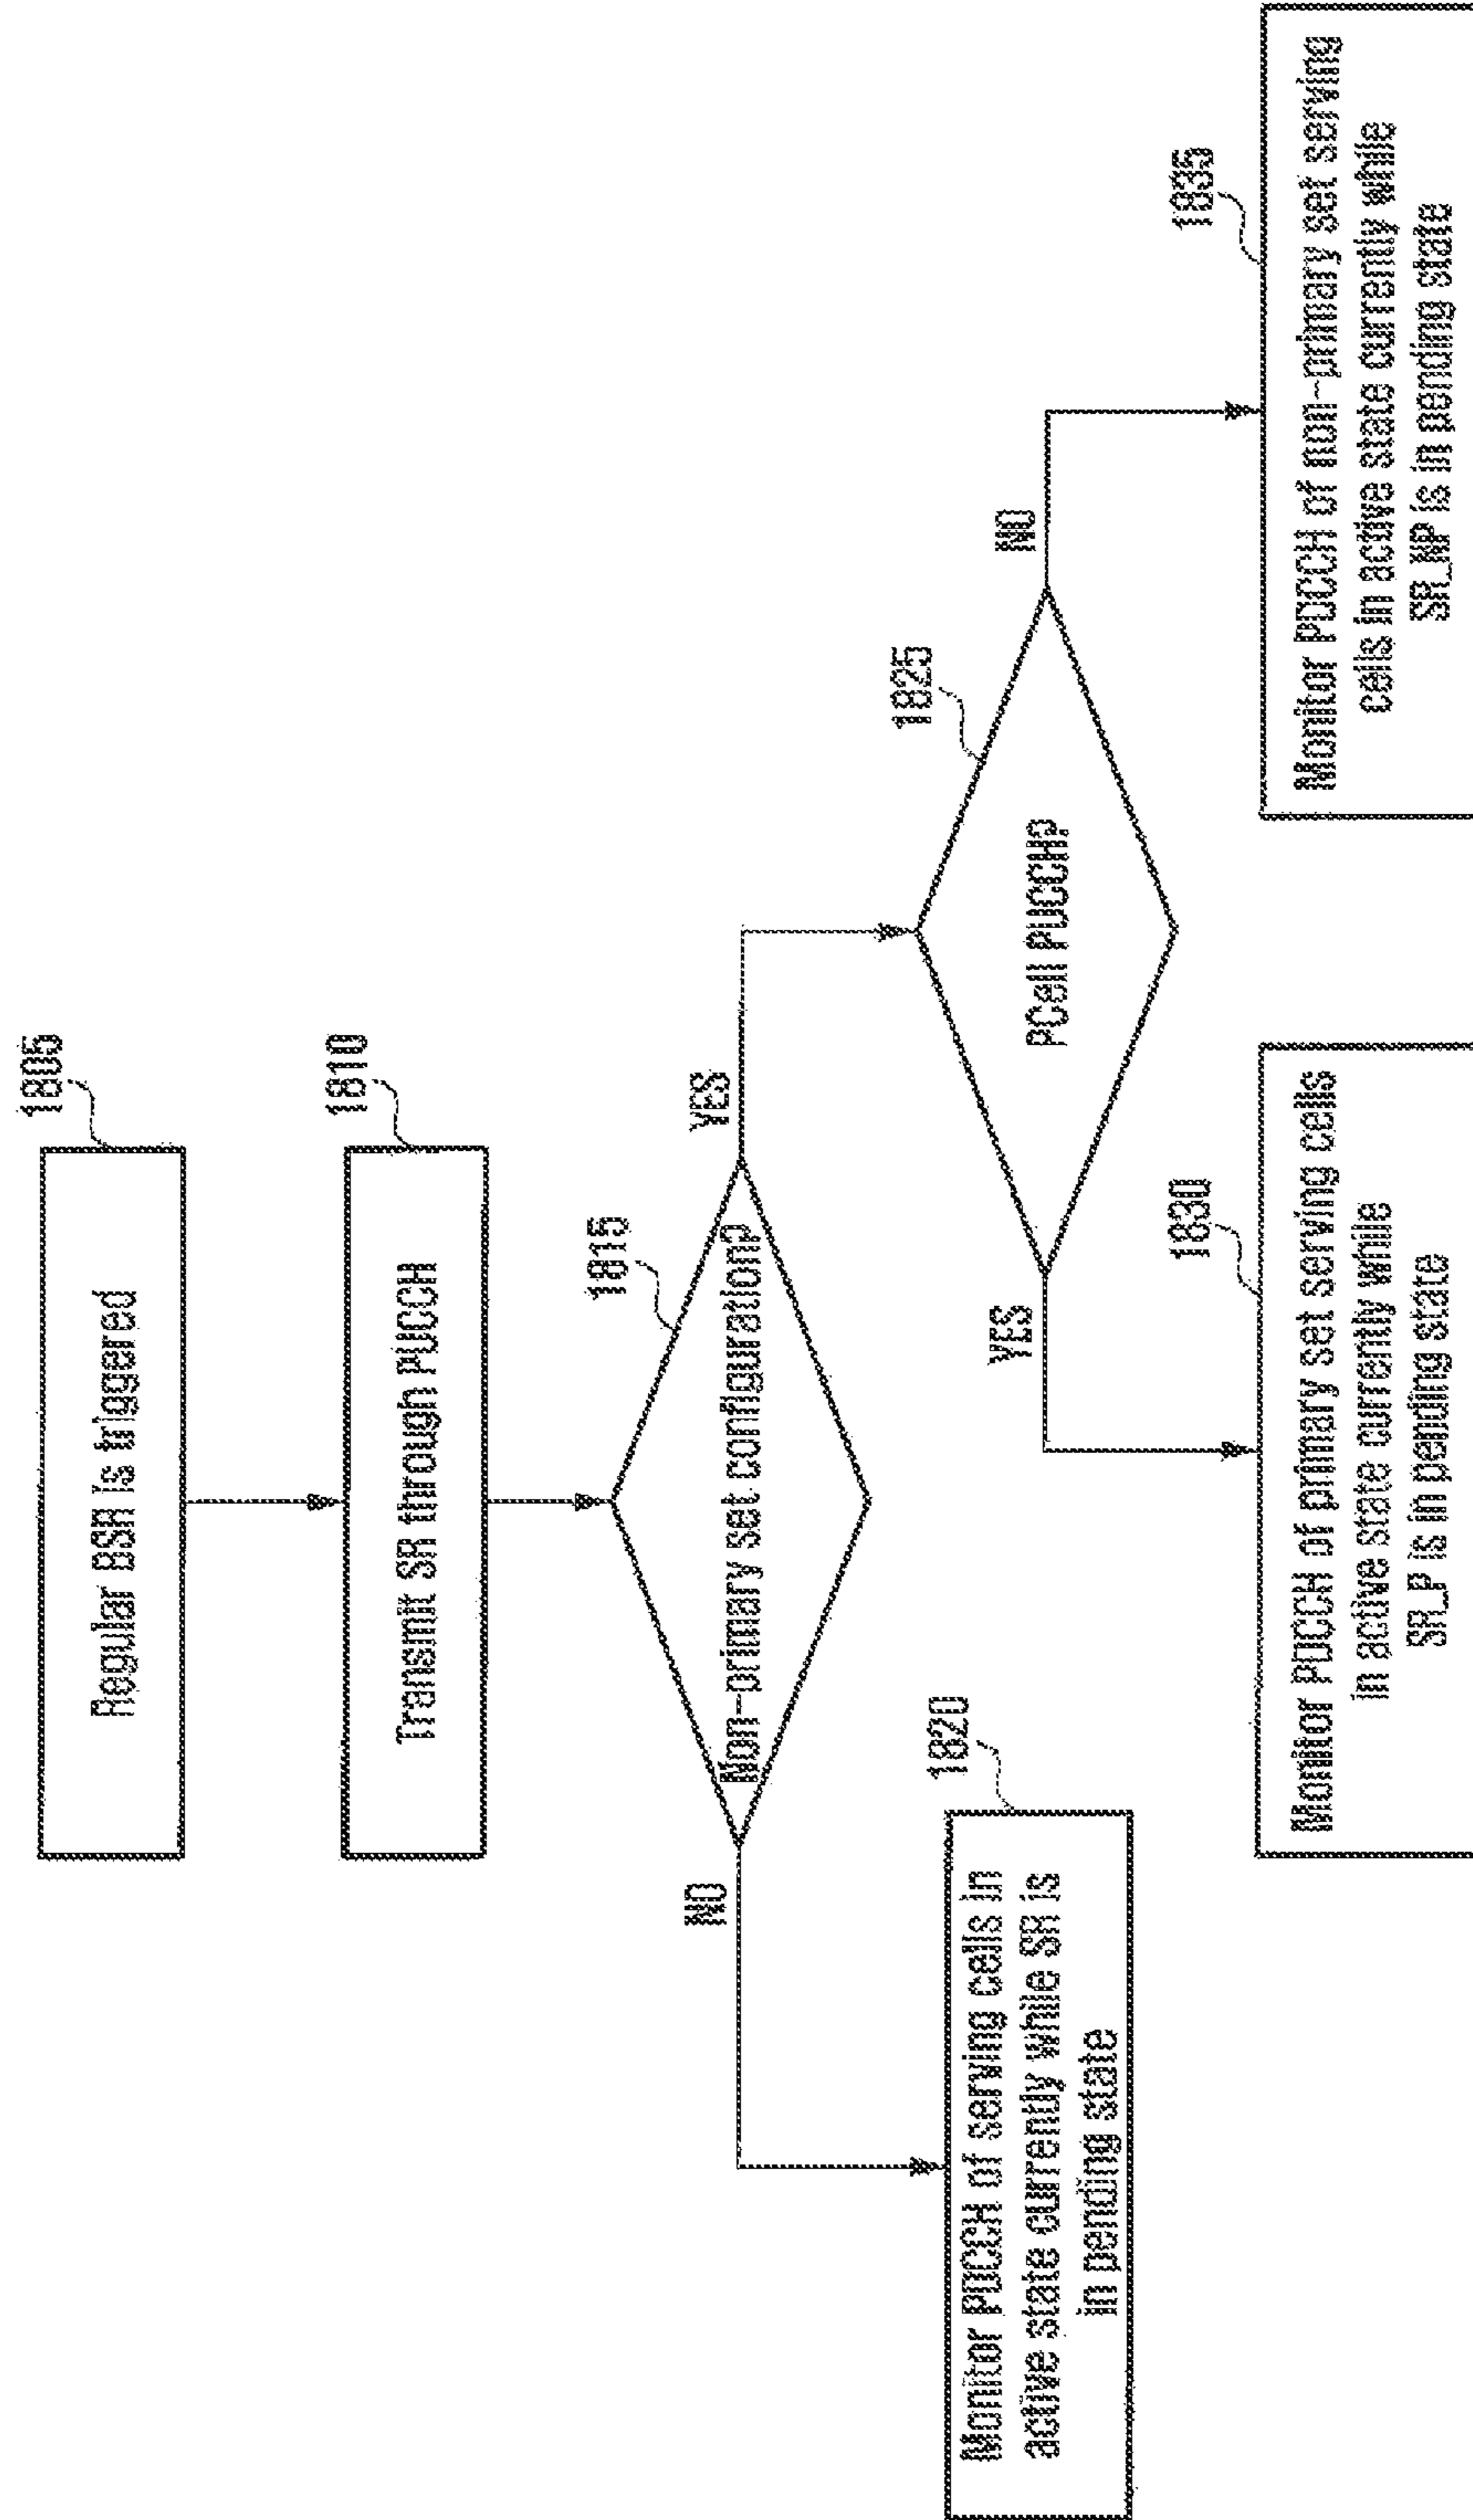 1805
Regular BSR is triggered
1810
Transmit SR through PUCCH
1815
Non-primary set configuration?
NO
YES
1820
Monitor PDCCH of serving cells in
active state currently while SR is
in pending state
1825
PCell PUCCH?
YES
NO
1830
Monitor PDCCH of primary set serving cells
in active state currently while
SR_P is in pending state
1835
Monitor PDCCH of non-primary set serving
cells in active state currently while
SR_NP is in pending state